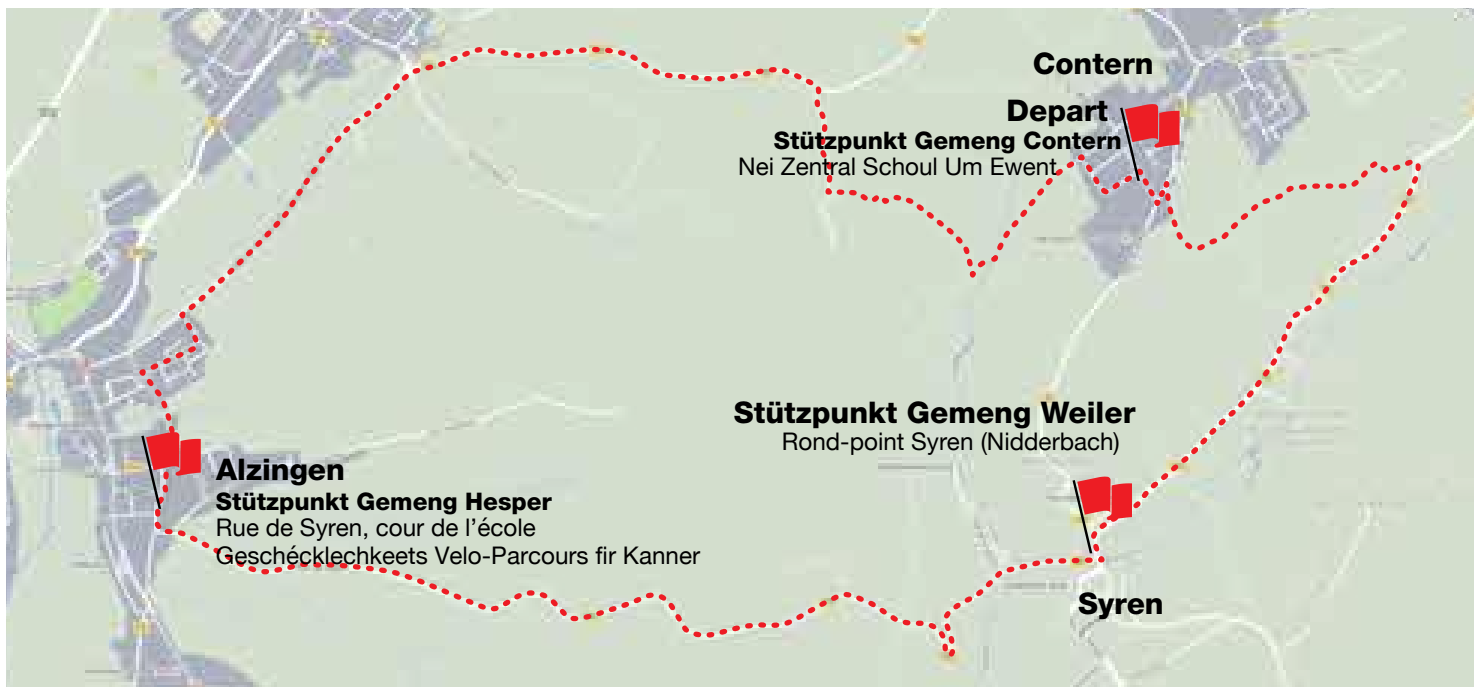 Contern
Depart
Stützpunkt Gemeng Contern
Nei Zentral Schoul Um Ewent
Stützpunkt Gemeng Weiler
Rond-point Syren (Nidderbach)
Alzingen
Stützpunkt Gemeng Hesper
Rue de Syren, cour de l’école
Geschécklechkeets Velo-Parcours fir Kanner
Syren